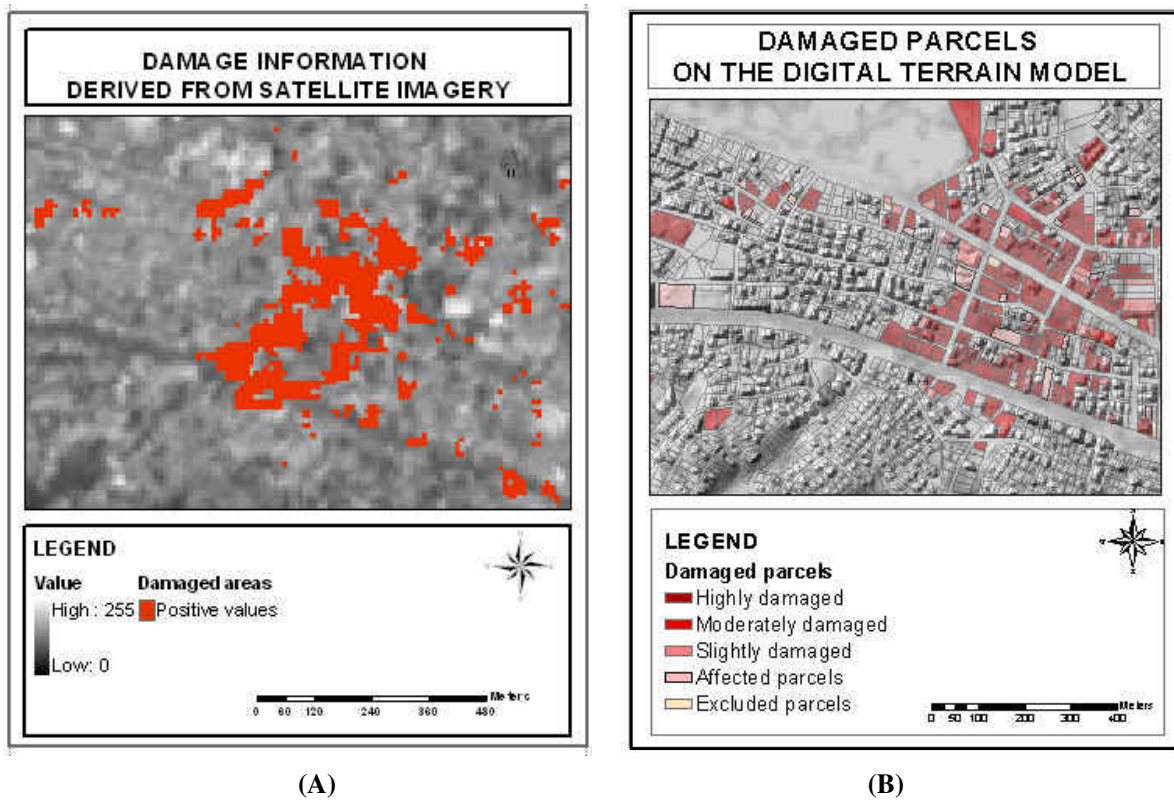 DAMAGE INFORMATION
DERIVED FROM SATELLITE IMAGERY
LEGEND
Value Damaged areas
High : 255 Positive values
Low: 0
Meters
0 60 120 240 360 480
(A)
DAMAGED PARCELS
ON THE DIGITAL TERRAIN MODEL
LEGEND
Damaged parcels
Highly damaged
Moderately damaged
Slightly damaged
Affected parcels
Excluded parcels
Meters
0 50 100 200 300 400
(B)